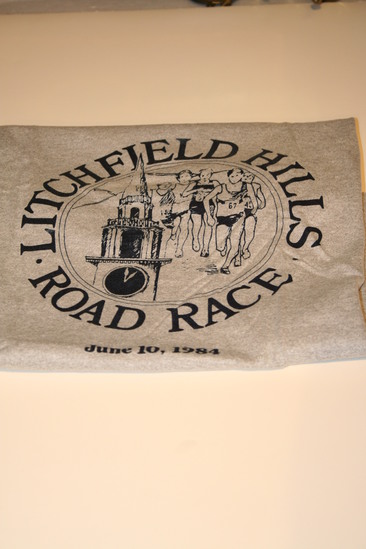 · LITCHFIELD HILLS ·
ROAD RACE
June 10, 1984